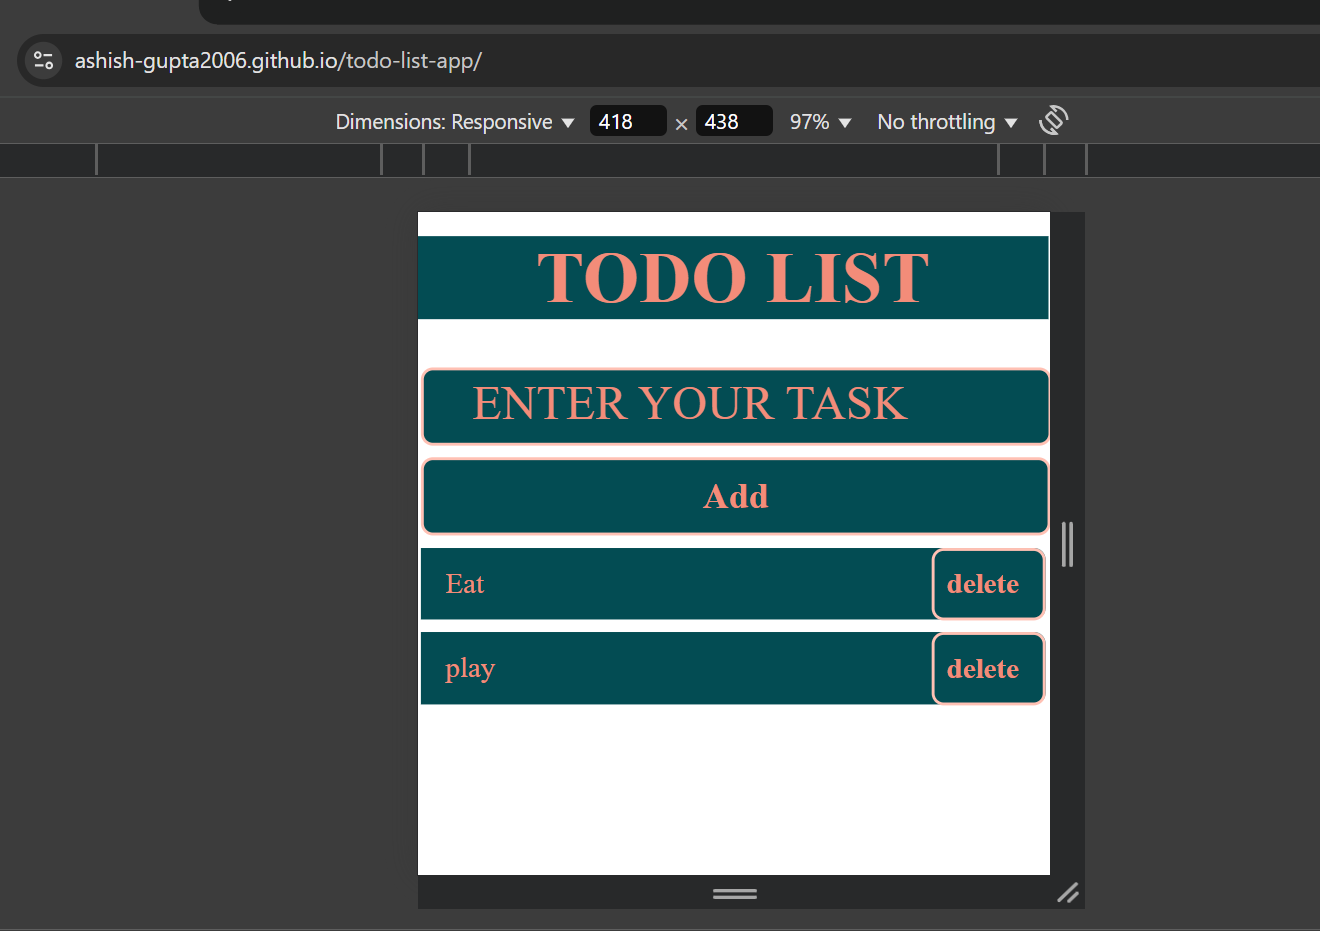 ashish-gupta2006.github.io/todo-list-app/
Dimensions: Responsive 418 × 438 97% No throttling
TODO LIST
ENTER YOUR TASK
Add
Eat delete
play delete